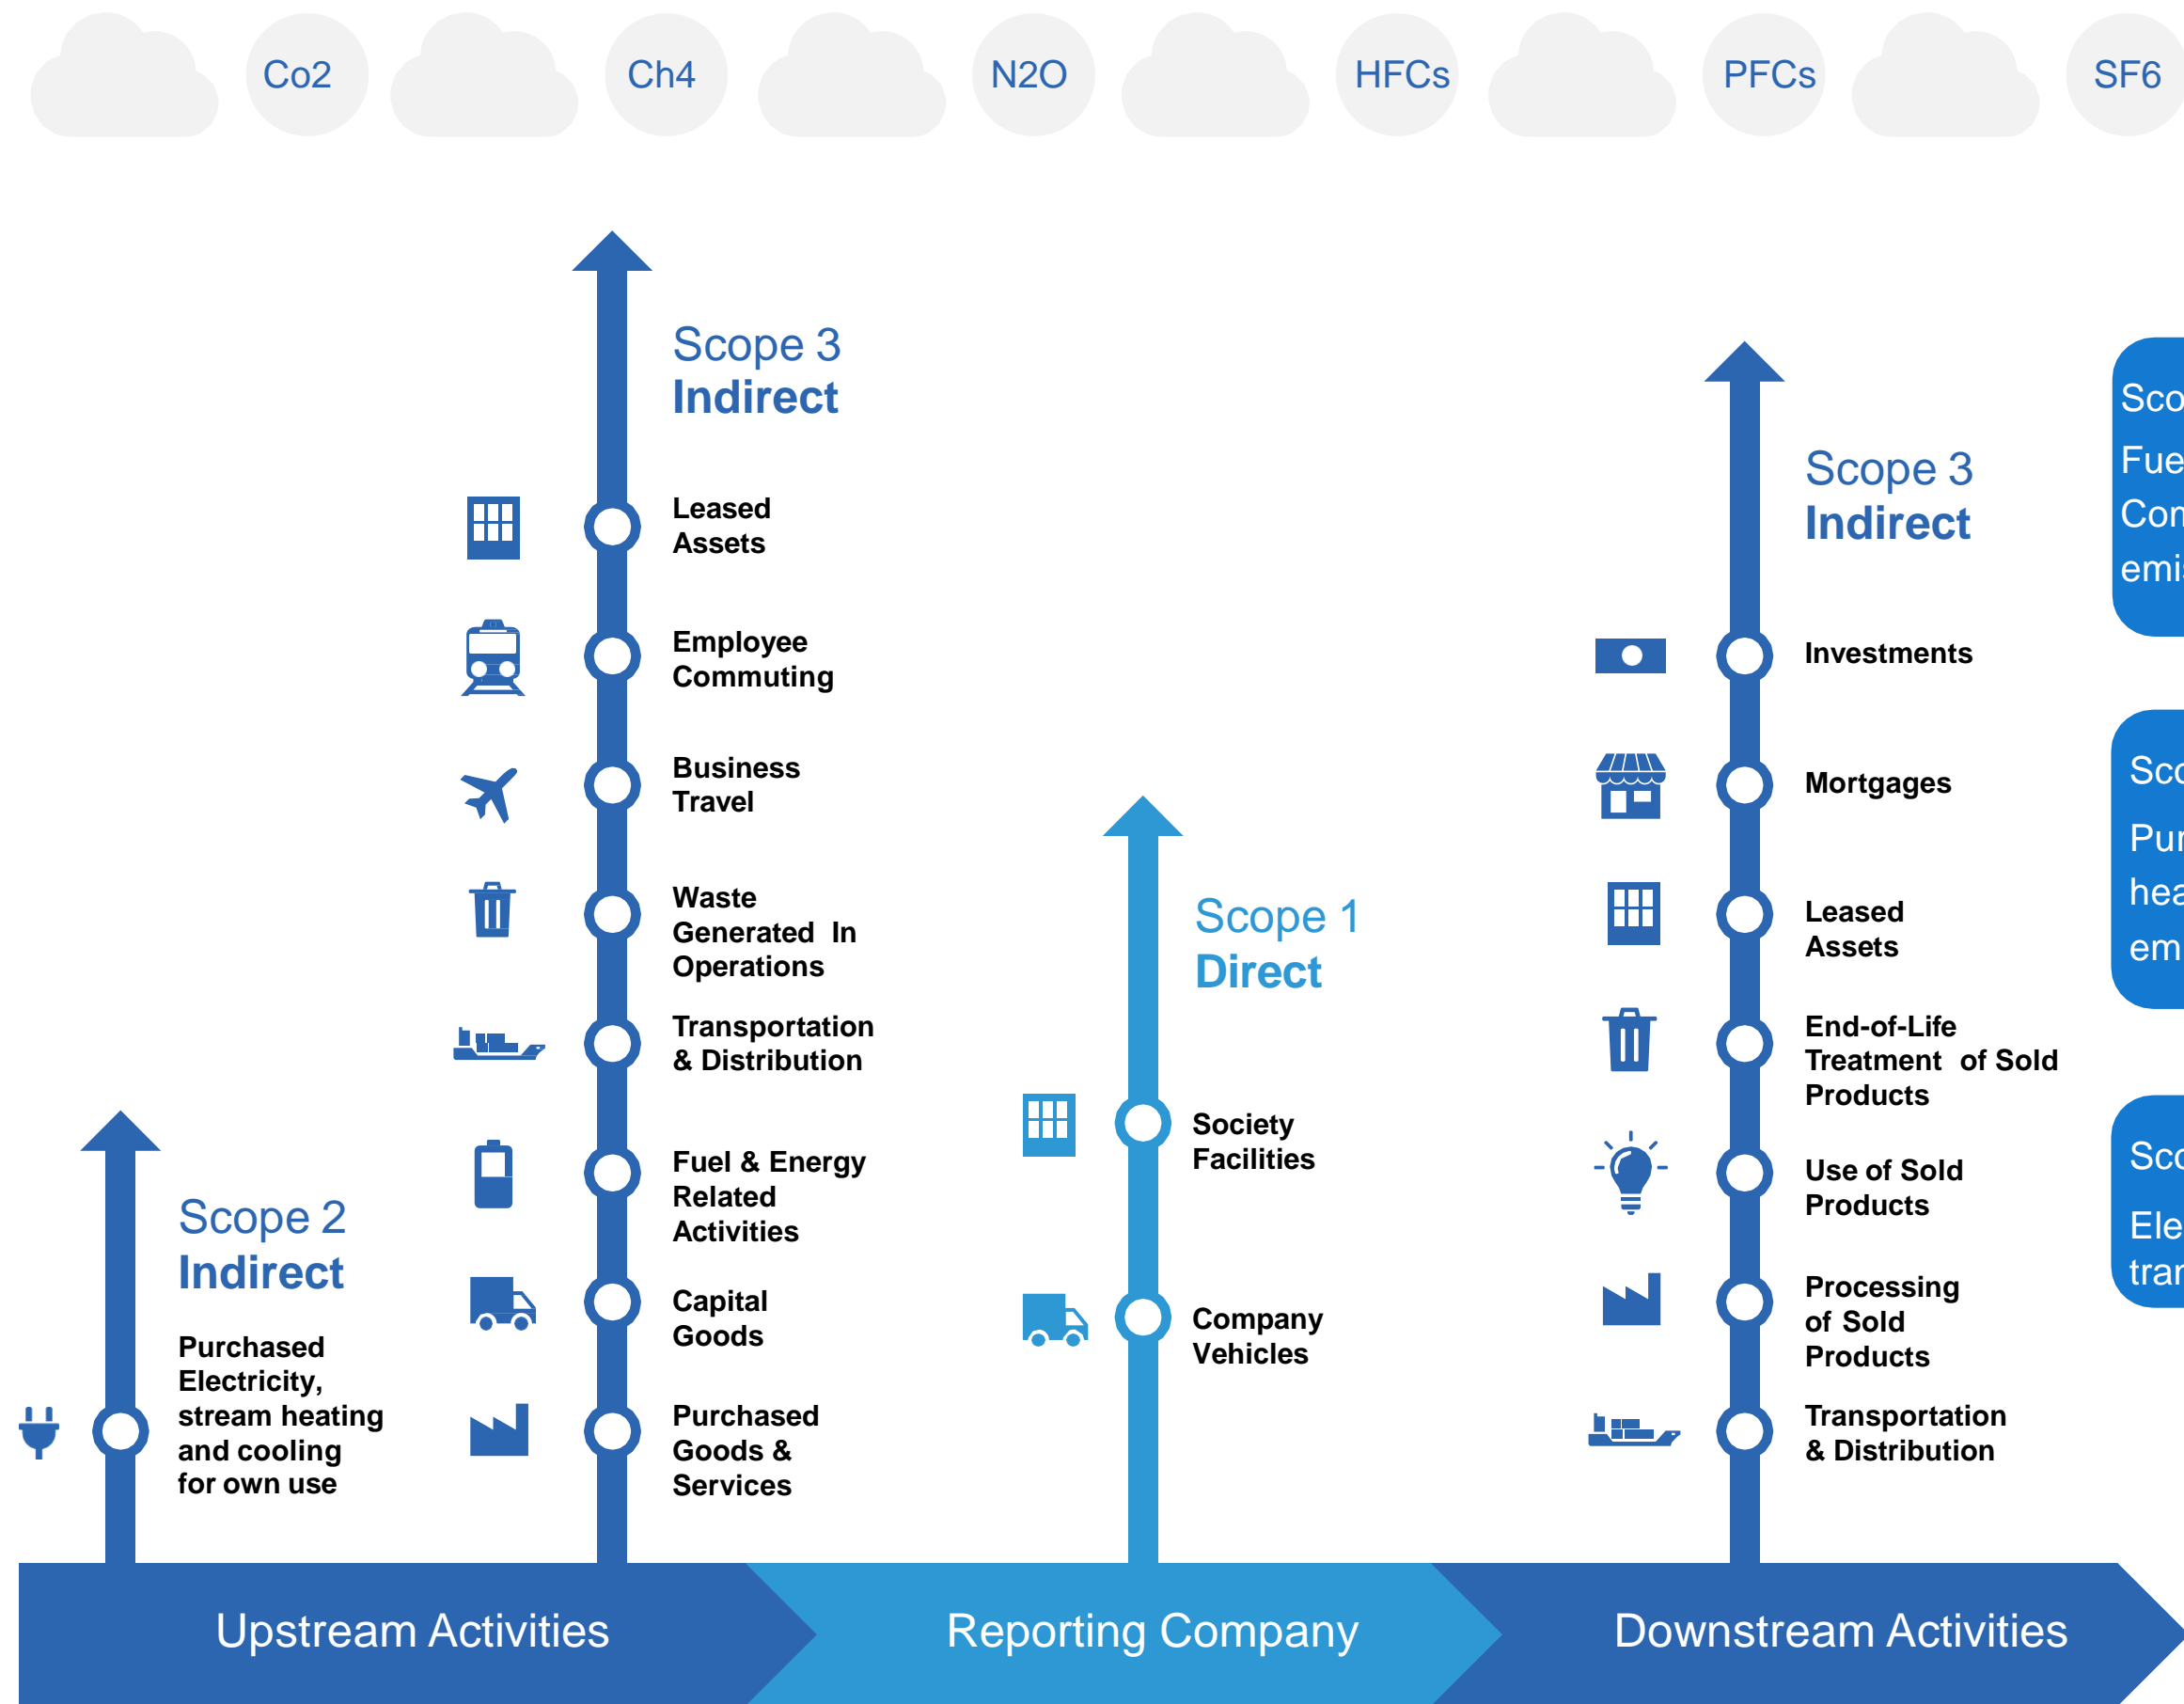 Co2
Ch4
N2O
HFCs
PFCs
SF6
Scope 2
Indirect
Purchased
Electricity,
stream heating
and cooling
for own use
Scope 3
Indirect
Leased
Assets
Employee
Commuting
Business
Travel
Waste
Generated In
Operations
Transportation
& Distribution
Fuel & Energy
Related
Activities
Capital
Goods
Purchased
Goods &
Services
Scope 1
Direct
Society
Facilities
Company
Vehicles
Scope 3
Indirect
Investments
Mortgages
Leased
Assets
End-of-Life
Treatment of Sold
Products
Use of Sold
Products
Processing
of Sold
Products
Transportation
& Distribution
Upstream Activities
Reporting Company
Downstream Activities